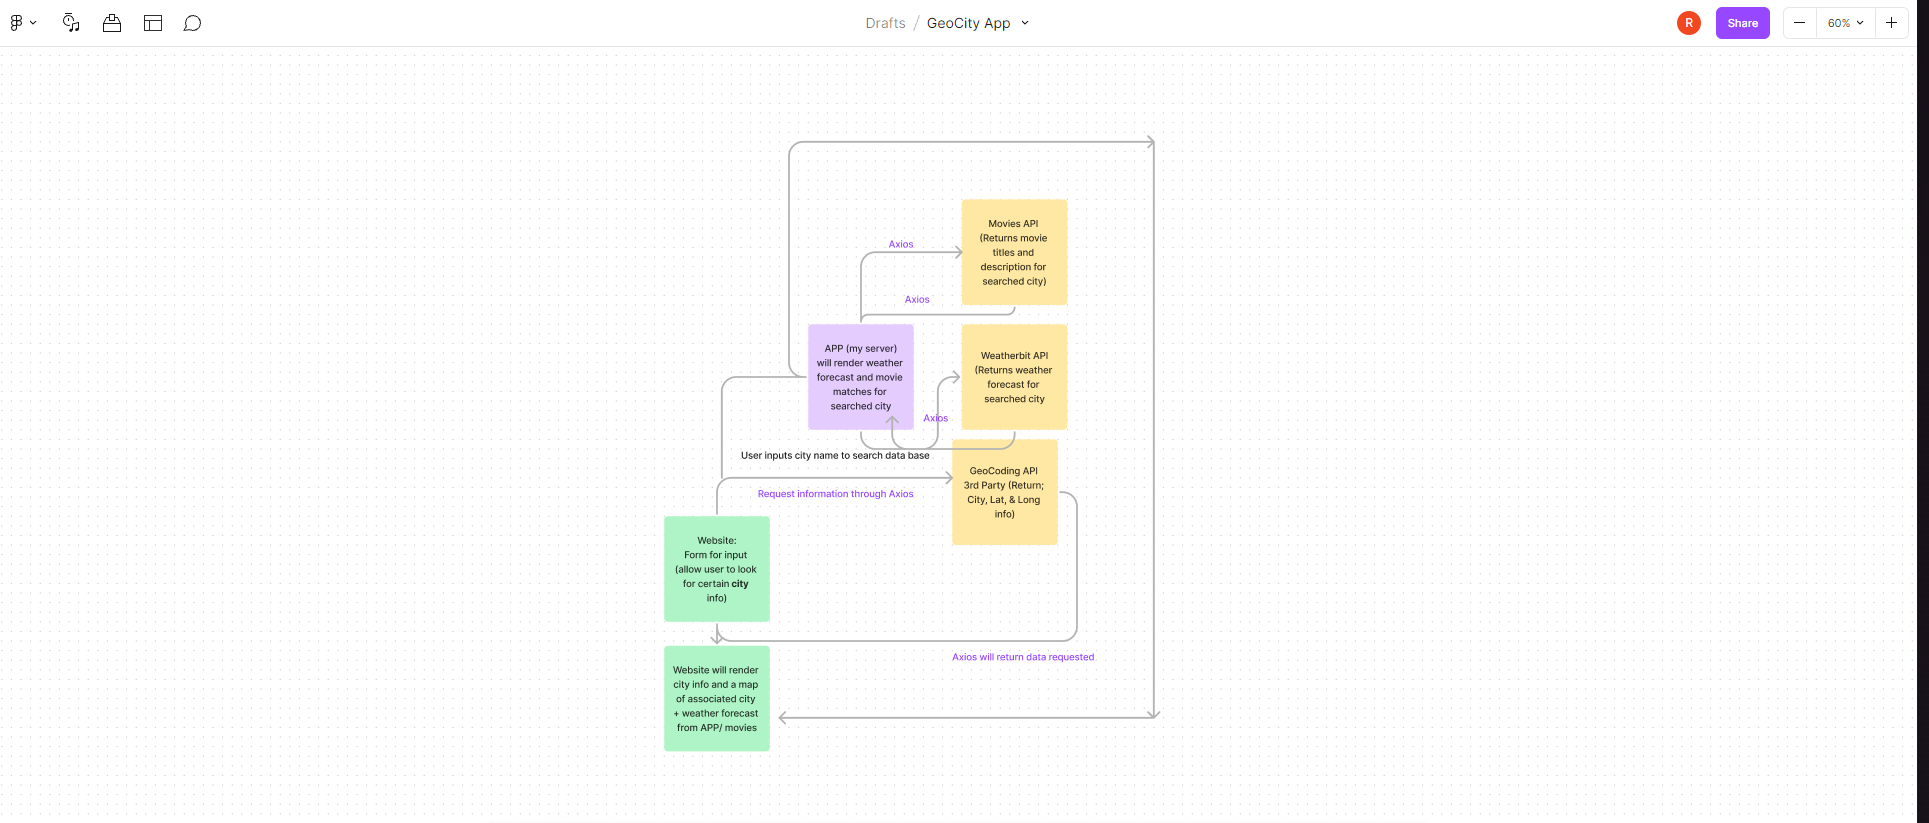 Drafts / GeoCity App
R
Share
60%
Movies API
(Returns movie
titles and
description for
searched city)
Axios
Axios
APP (my server)
will render weather
forecast and movie
matches for
searched city
Weatherbit API
(Returns weather
forecast for
searched city
Axios
User inputs city name to search data base
Request information through Axios
GeoCoding API
3rd Party (Return;
City, Lat, & Long
info)
Website:
Form for input
(allow user to look
for certain city
info)
Axios will return data requested
Website will render
city info and a map
of associated city
+ weather forecast
from APP/ movies